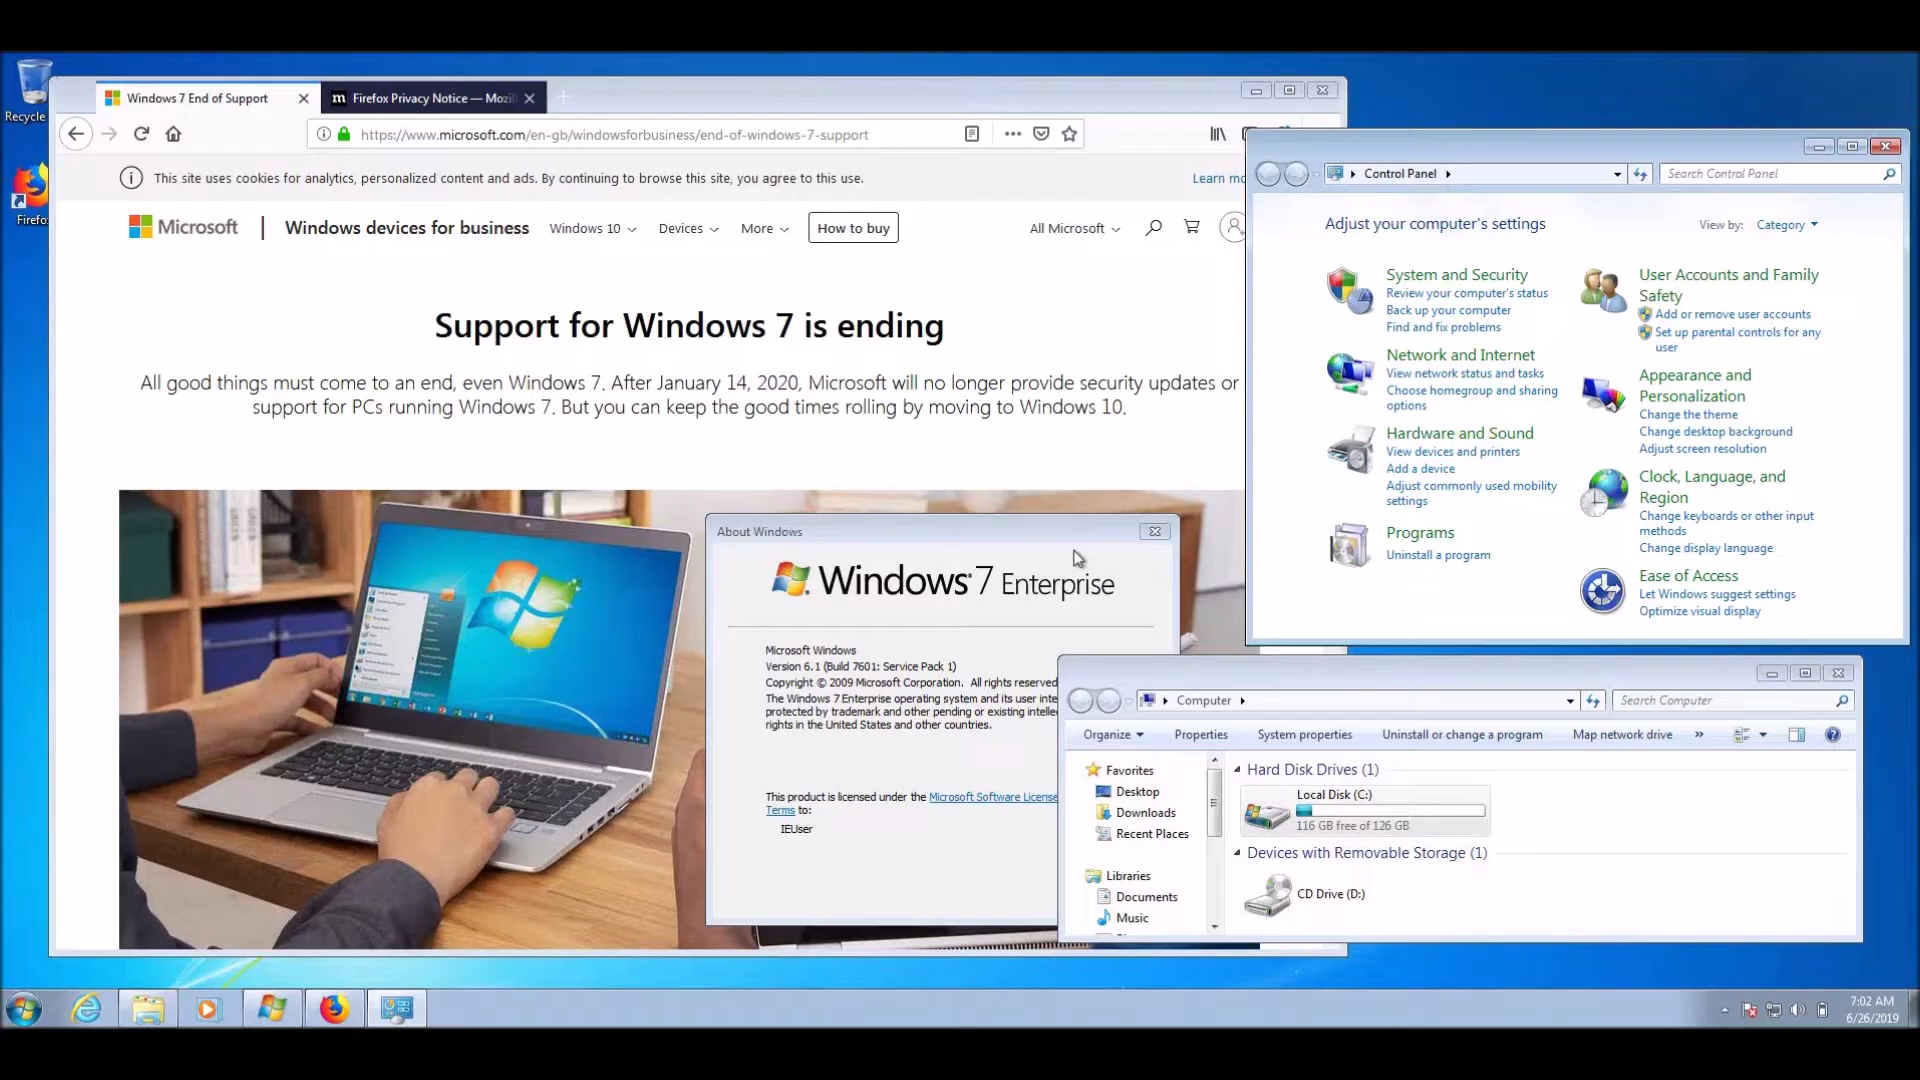 Recycle
Firefo
Windows 7 End of Support
Firefox Privacy Notice — Mozil
https://www.microsoft.com/en-gb/windowsforbusiness/end-of-windows-7-support
This site uses cookies for analytics, personalized content and ads. By continuing to browse this site, you agree to this use.
Learn mo
Microsoft
Windows devices for business
Windows 10
Devices
More
How to buy
All Microsoft
Support for Windows 7 is ending
All good things must come to an end, even Windows 7. After January 14, 2020, Microsoft will no longer provide security updates or
support for PCs running Windows 7. But you can keep the good times rolling by moving to Windows 10.
About Windows
Windows 7 Enterprise
Microsoft Windows
Version 6.1 (Build 7601: Service Pack 1)
Copyright © 2009 Microsoft Corporation. All rights reserved
The Windows 7 Enterprise operating system and its user inte
protected by trademark and other pending or existing intelle
rights in the United States and other countries.
This product is licensed under the Microsoft Software License
Terms to:
IEUser
Control Panel
Search Control Panel
Adjust your computer's settings
View by: Category
System and Security
Review your computer's status
Back up your computer
Find and fix problems
Network and Internet
View network status and tasks
Choose homegroup and sharing
options
Hardware and Sound
View devices and printers
Add a device
Adjust commonly used mobility
settings
Programs
Uninstall a program
User Accounts and Family
Safety
Add or remove user accounts
Set up parental controls for any
user
Appearance and
Personalization
Change the theme
Change desktop background
Adjust screen resolution
Clock, Language, and
Region
Change keyboards or other input
methods
Change display language
Ease of Access
Let Windows suggest settings
Optimize visual display
Computer
Search Computer
Organize
Properties
System properties
Uninstall or change a program
Map network drive
»
Favorites
Desktop
Downloads
Recent Places
Libraries
Documents
Music
Hard Disk Drives (1)
Local Disk (C:)
116 GB free of 126 GB
Devices with Removable Storage (1)
CD Drive (D:)
7:02 AM
6/26/2019